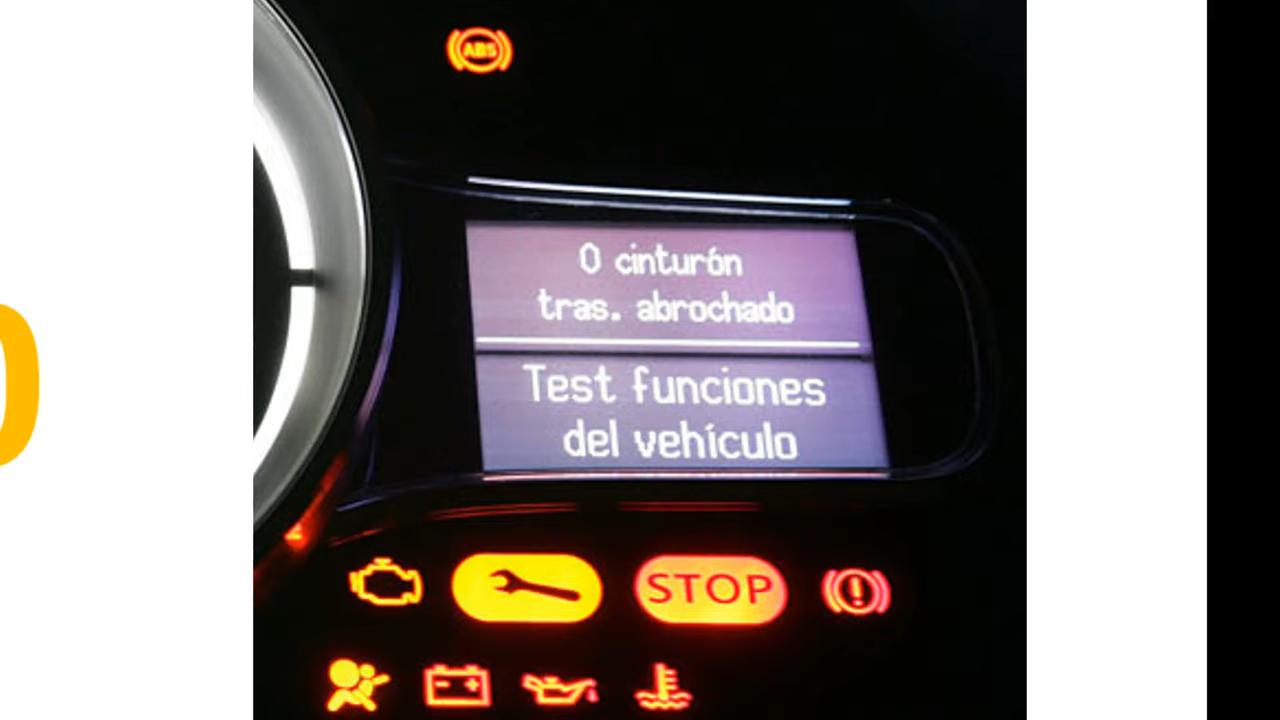 ABS
0 cinturón
tras. abrochado
Test funciones
del vehículo
STOP